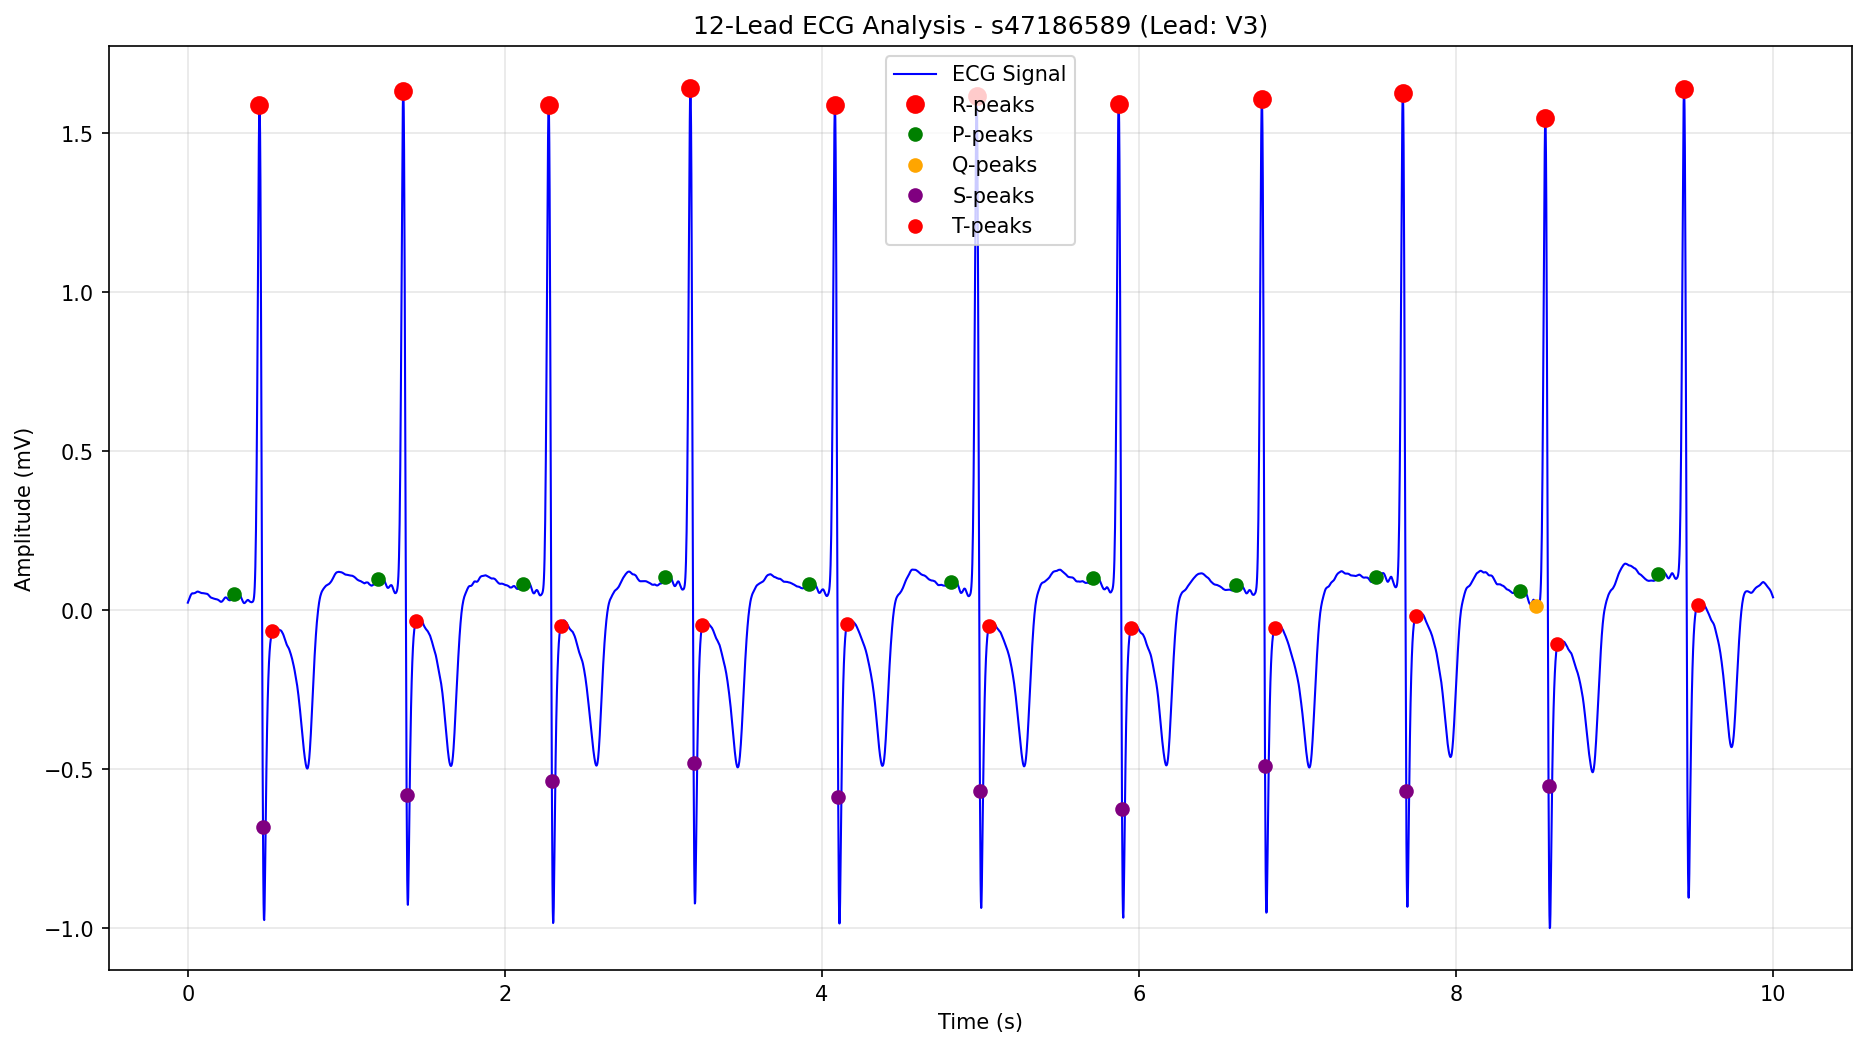 12-Lead ECG Analysis - s47186589 (Lead: V3)
ECG Signal
R-peaks
P-peaks
Q-peaks
S-peaks
T-peaks
Amplitude (mV)
1.5
1.0
0.5
0.0
−0.5
−1.0
0 2 4 6 8 10
Time (s)